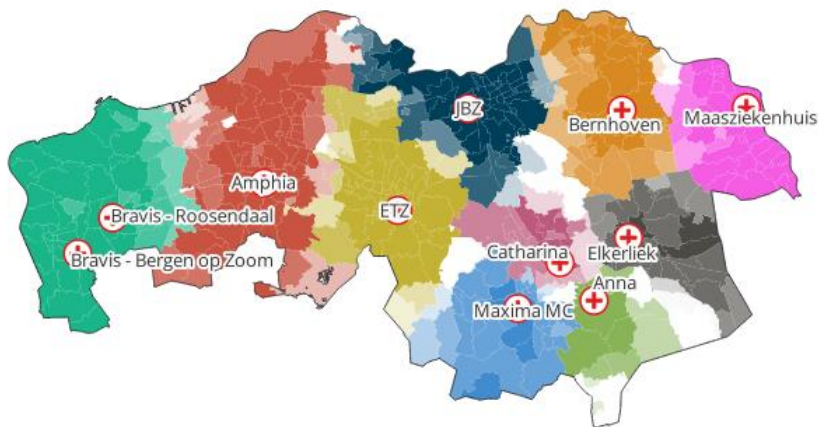 JBZ
Bernhoven
Maasziekenhuis
Amphia
Bravis - Roosendaal
ETZ
Catharina
Elkerliek
Bravis - Bergen op Zoom
Anna
Maxima MC